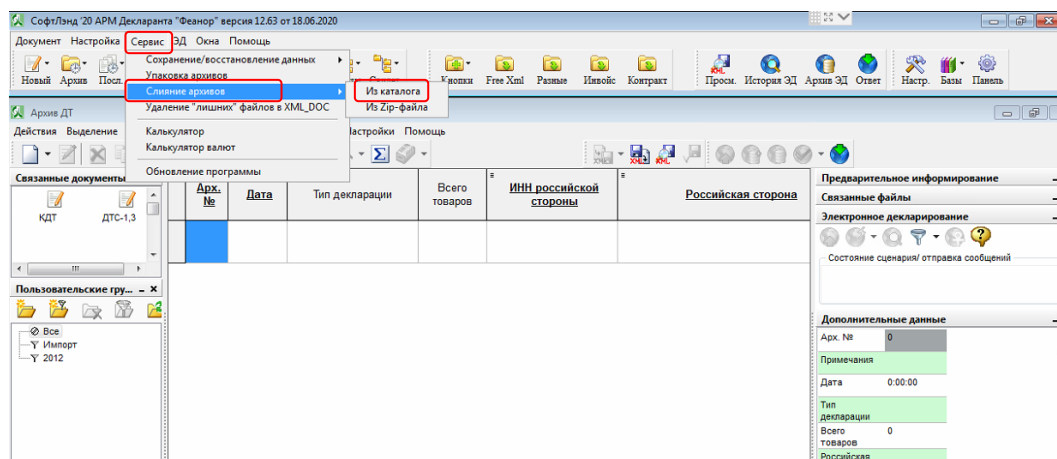 СофтЛэнд '20 АРМ Декларанта "Феанор" версия 12.63 от 18.06.2020
Документ Настройка Сервис ЭД Окна Помощь
Новый Архив Посл. Кнопки Free Xml Разные Инвойс Контракт Просм. История ЭД Архив ЭД Ответ Настр. Базы Панель
Сохранение/восстановление данных
Упаковка архивов
Слияние архивов
Из каталога
Удаление "лишних" файлов в XML_DOC
Из Zip-файла
Калькулятор
Калькулятор валют
Обновление программы
Архив ДТ
Действия Выделение Настройки Помощь
Связанные документы
КДТ ДТС-1,3
Пользовательские гру...
Все
Импорт
2012
Арх. №
Дата
Тип декларации
Всего товаров
ИНН российской стороны
Российская сторона
Предварительное информирование
Связанные файлы
Электронное декларирование
Состояние сценария/ отправка сообщений
Дополнительные данные
Арх. № 0
Примечания
Дата 0:00:00
Тип
декларации
Всего 0
товаров
Российская